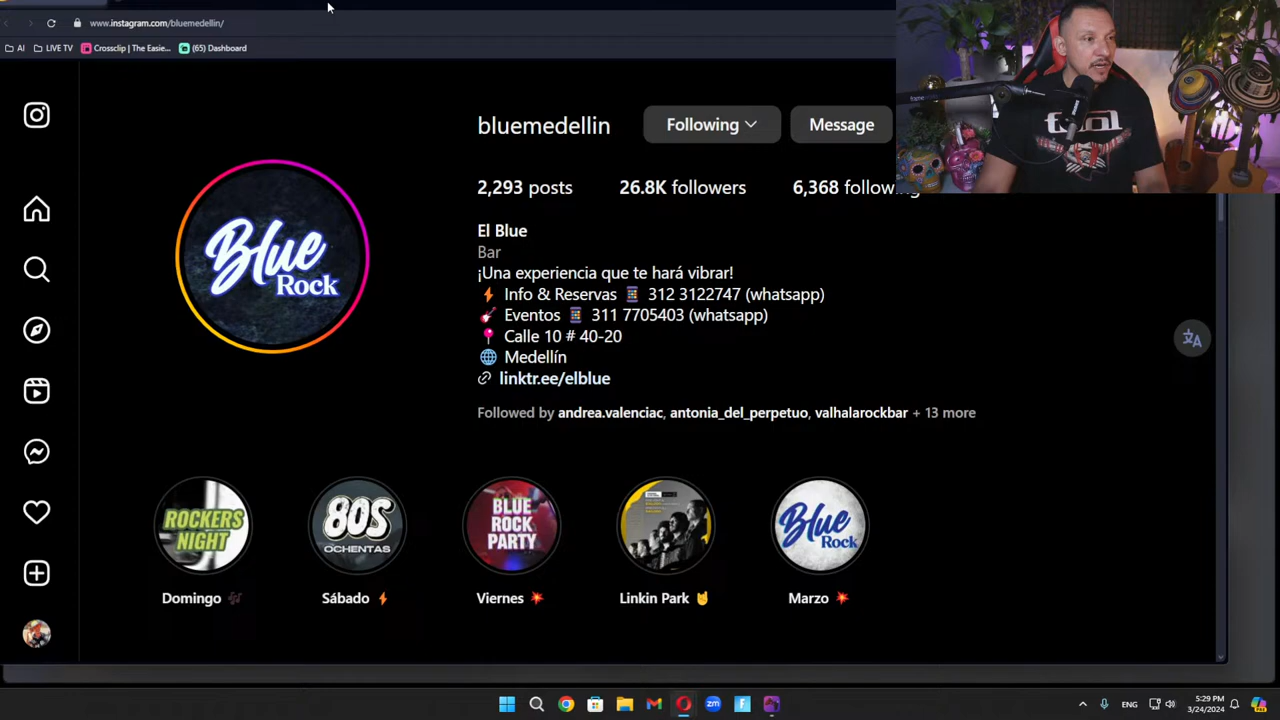 www.instagram.com/bluemedellin/
AI
LIVE TV
Crossclip | The Easie...
(65) Dashboard
bluemedellin
Following
Message
2,293 posts
26.8K followers
6,368 following
Blue
Rock
El Blue
Bar
¡Una experiencia que te hará vibrar!
Info & Reservas 312 3122747 (whatsapp)
Eventos 311 7705403 (whatsapp)
Calle 10 # 40-20
Medellín
linktr.ee/elblue
Followed by andrea.valenciac, antonia_del_perpetuo, valhalarockbar + 13 more
ROCKERS
NIGHT
80S
OCHENTAS
BLUE
ROCK
PARTY
Blue
Rock
Domingo
Sábado
Viernes
Linkin Park
Marzo
ENG
5:29 PM
3/24/2024